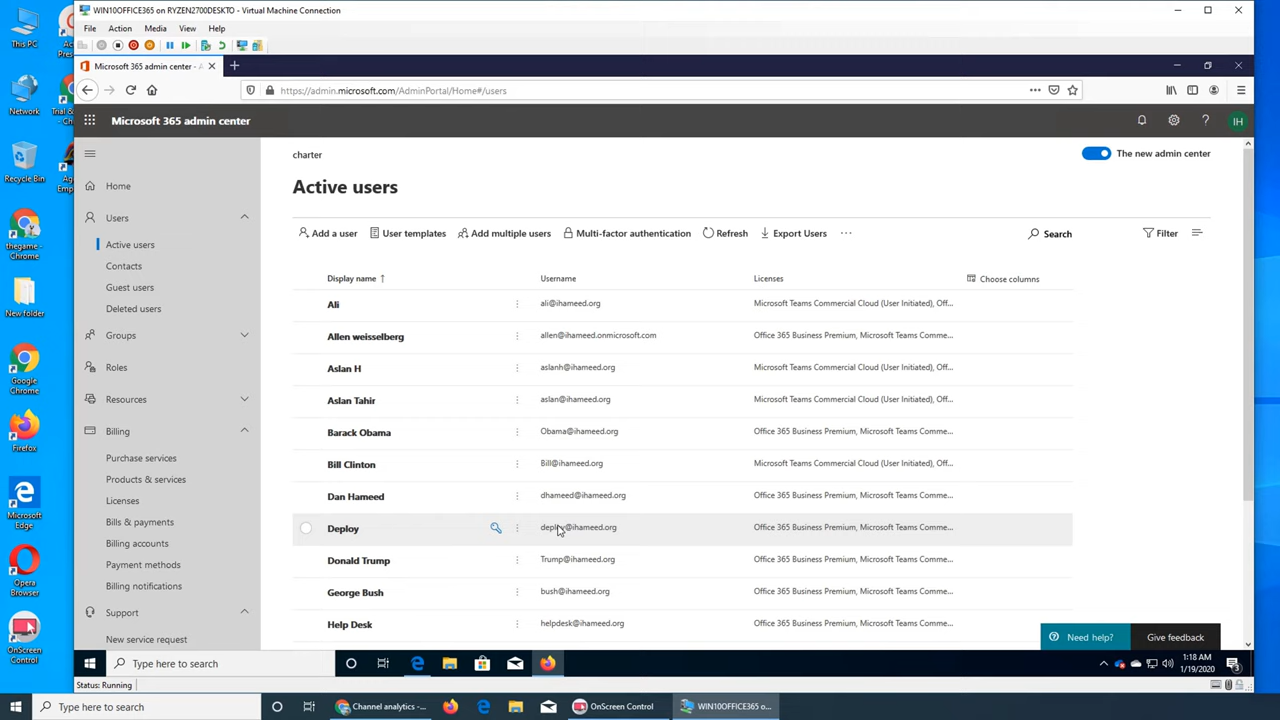 WIN10OFFICE365 on RYZEN2700DESKTO - Virtual Machine Connection
File Action Media View Help
Microsoft 365 admin center -
https://admin.microsoft.com/AdminPortal/Home#/users
Microsoft 365 admin center
IH
charter
The new admin center
Active users
Add a user
User templates
Add multiple users
Multi-factor authentication
Refresh
Export Users
Search
Filter
Display name ↑ Username Licenses Choose columns
Ali ali@ihameed.org Microsoft Teams Commercial Cloud (User Initiated), Off...
Allen weisselberg allen@ihameed.onmicrosoft.com Office 365 Business Premium, Microsoft Teams Comme...
Aslan H aslanh@ihameed.org Microsoft Teams Commercial Cloud (User Initiated), Off...
Aslan Tahir aslan@ihameed.org Microsoft Teams Commercial Cloud (User Initiated), Off...
Barack Obama Obama@ihameed.org Office 365 Business Premium, Microsoft Teams Comme...
Bill Clinton Bill@ihameed.org Microsoft Teams Commercial Cloud (User Initiated), Off...
Dan Hameed dhameed@ihameed.org Office 365 Business Premium, Microsoft Teams Comme...
Deploy deploy@ihameed.org Office 365 Business Premium, Microsoft Teams Comme...
Donald Trump Trump@ihameed.org Office 365 Business Premium, Microsoft Teams Comme...
George Bush bush@ihameed.org Office 365 Business Premium, Microsoft Teams Comme...
Help Desk helpdesk@ihameed.org Office 365 Business Premium, Microsoft Teams Comme...
Home
Users
Active users
Contacts
Guest users
Deleted users
Groups
Roles
Resources
Billing
Purchase services
Products & services
Licenses
Bills & payments
Billing accounts
Payment methods
Billing notifications
Support
New service request
Need help?
Give feedback
This PC
Network
Recycle Bin
thegame -
Chrome
New folder
Google
Chrome
Firefox
Microsoft
Edge
Opera
Browser
OnScreen
Control
Type here to search
1:18 AM
1/19/2020
3
Status: Running
Type here to search
Channel analytics -...
OnScreen Control
WIN10OFFICE365 o...